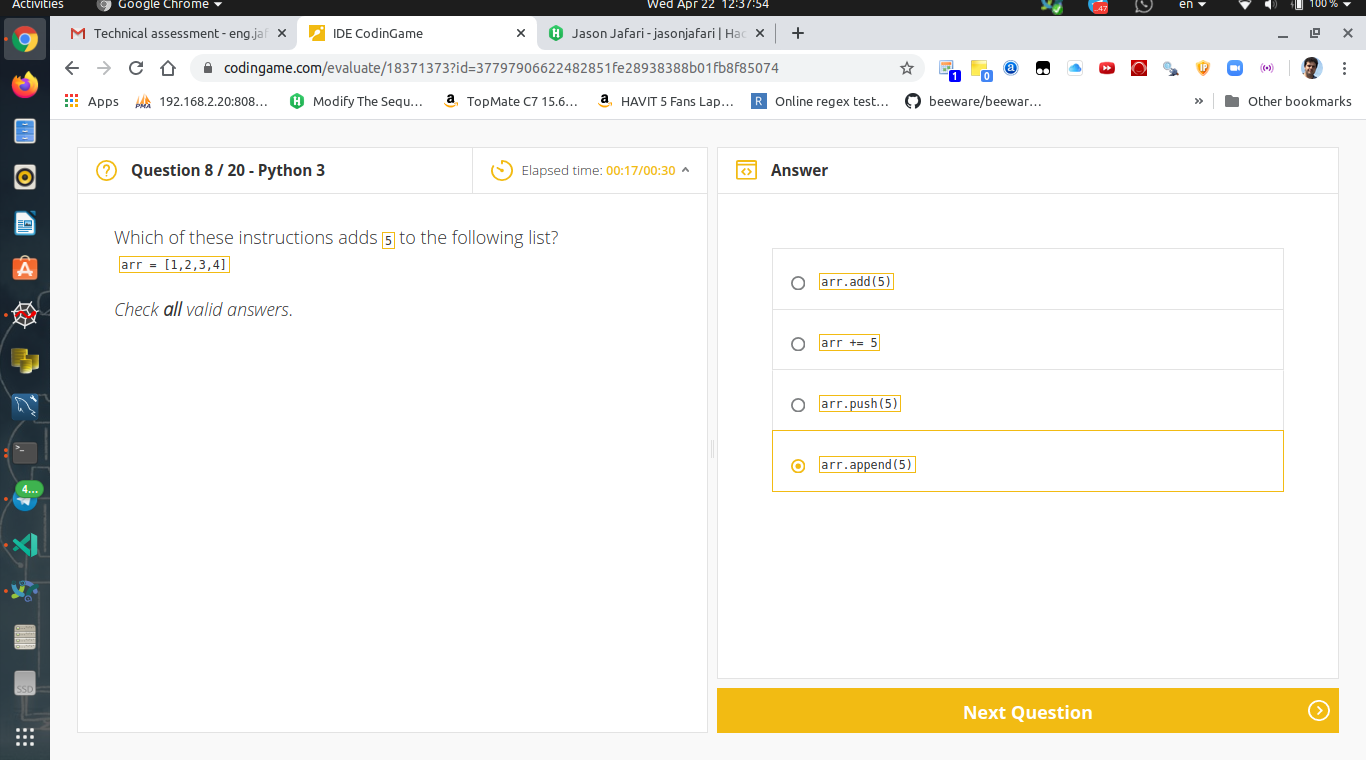 Activities Google Chrome Wed Apr 22 12:37:54 en 100 %
Technical assessment - eng.jaf IDE CodinGame Jason Jafari - jasonjafari | Hac
codingame.com/evaluate/18371373?id=37797906622482851fe28938388b01fb8f85074
Apps 192.168.2.20:808... Modify The Sequ... TopMate C7 15.6... HAVIT 5 Fans Lap... Online regex test... beeware/beewar... » Other bookmarks
Question 8 / 20 - Python 3 Elapsed time: 00:17/00:30
Answer
Which of these instructions adds 5 to the following list?
arr = [1,2,3,4]
Check all valid answers.
arr.add(5)
arr += 5
arr.push(5)
arr.append(5)
4...
SSD
Next Question